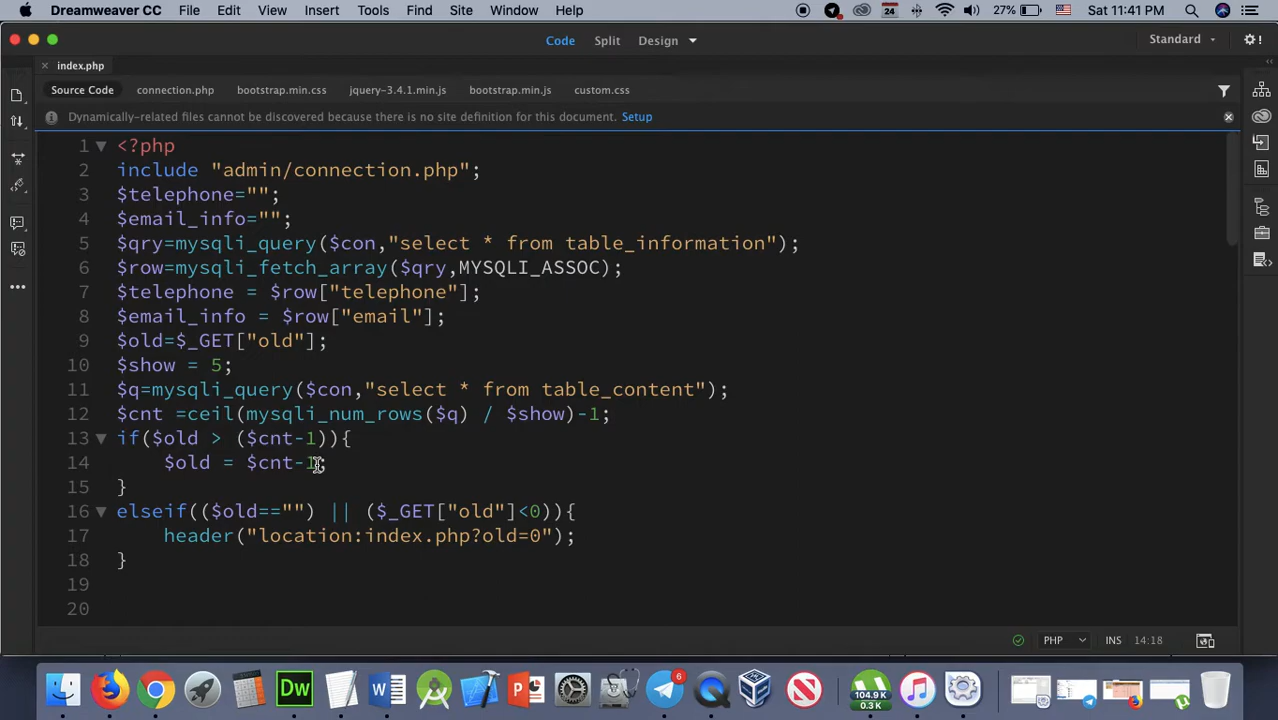 Dreamweaver CC File Edit View Insert Tools Find Site Window Help 24 27% Sat 11:41 PM
Code Split Design Standard
index.php
Source Code connection.php bootstrap.min.css jquery-3.4.1.min.js bootstrap.min.js custom.css
Dynamically-related files cannot be discovered because there is no site definition for this document. Setup
1 <?php
2 include "admin/connection.php";
3 $telephone="";
4 $email_info="";
5 $qry=mysqli_query($con,"select * from table_information");
6 $row=mysqli_fetch_array($qry,MYSQLI_ASSOC);
7 $telephone = $row["telephone"];
8 $email_info = $row["email"];
9 $old=$_GET["old"];
10 $show = 5;
11 $q=mysqli_query($con,"select * from table_content");
12 $cnt =ceil(mysqli_num_rows($q) / $show)-1;
13 if($old > ($cnt-1)){
14 $old = $cnt-1;
15 }
16 elseif(($old=="") || ($_GET["old"]<0)){
17 header("location:index.php?old=0");
18 }
19
20
PHP INS 14:18
Dw W P 6 104.9 K 0.3 K